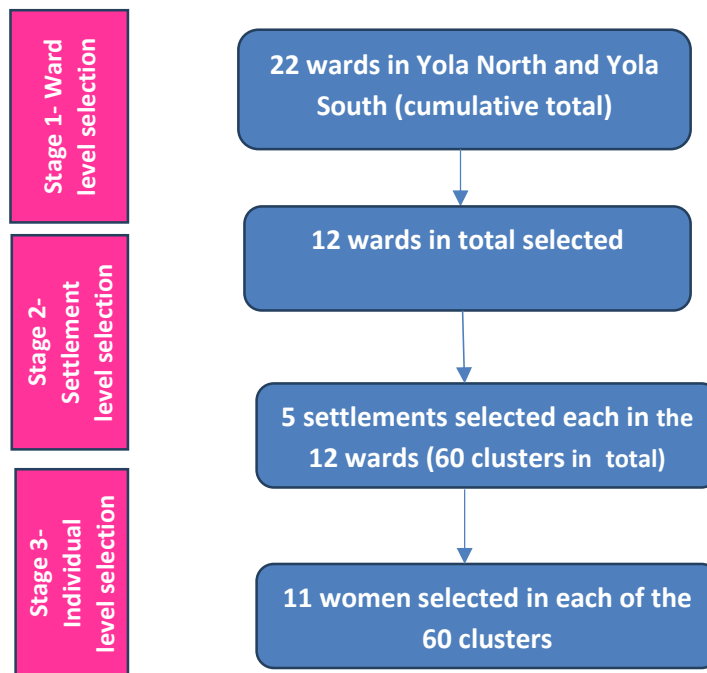 Stage 1- Ward
level selection
22 wards in Yola North and Yola
South (cumulative total)
12 wards in total selected
Stage 2-
Settlement
level selection
5 settlements selected each in the
12 wards (60 clusters in total)
Stage 3-
Individual
level selection
11 women selected in each of the
60 clusters